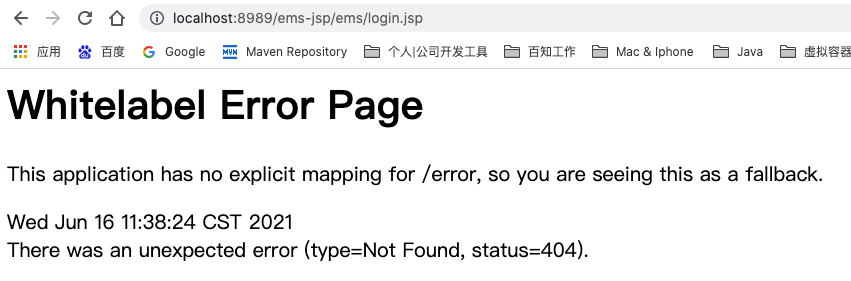 localhost:8989/ems-jsp/ems/login.jsp
应用 百度 Google Maven Repository 个人|公司开发工具 百知工作 Mac & Iphone Java 虚拟容器
Whitelabel Error Page
This application has no explicit mapping for /error, so you are seeing this as a fallback.
Wed Jun 16 11:38:24 CST 2021
There was an unexpected error (type=Not Found, status=404).